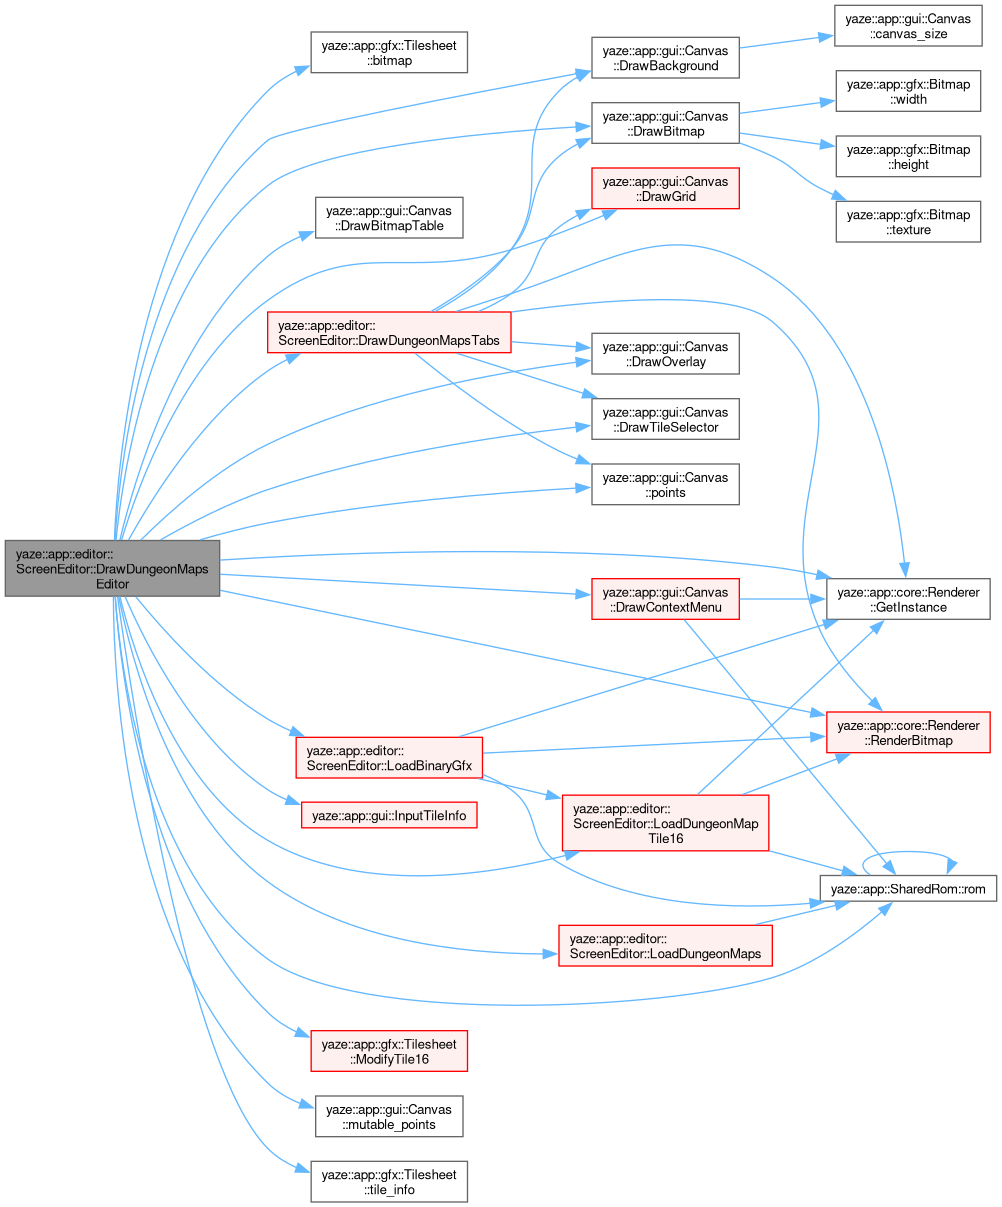 yaze::app::gui::Canvas
::canvas_size
yaze::app::gfx::Tilesheet
::bitmap
yaze::app::gui::Canvas
::DrawBackground
yaze::app::gfx::Bitmap
::width
yaze::app::gui::Canvas
::DrawBitmap
yaze::app::gfx::Bitmap
::height
yaze::app::gui::Canvas
::DrawGrid
yaze::app::gui::Canvas
::DrawBitmapTable
yaze::app::gfx::Bitmap
::texture
yaze::app::editor::
ScreenEditor::DrawDungeonMapsTabs
yaze::app::gui::Canvas
::DrawOverlay
yaze::app::gui::Canvas
::DrawTileSelector
yaze::app::gui::Canvas
::points
yaze::app::editor::
ScreenEditor::DrawDungeonMaps
Editor
yaze::app::gui::Canvas
::DrawContextMenu
yaze::app::core::Renderer
::GetInstance
yaze::app::core::Renderer
::RenderBitmap
yaze::app::editor::
ScreenEditor::LoadBinaryGfx
yaze::app::gui::InputTileInfo
yaze::app::editor::
ScreenEditor::LoadDungeonMap
Tile16
yaze::app::SharedRom::rom
yaze::app::editor::
ScreenEditor::LoadDungeonMaps
yaze::app::gfx::Tilesheet
::ModifyTile16
yaze::app::gui::Canvas
::mutable_points
yaze::app::gfx::Tilesheet
::tile_info